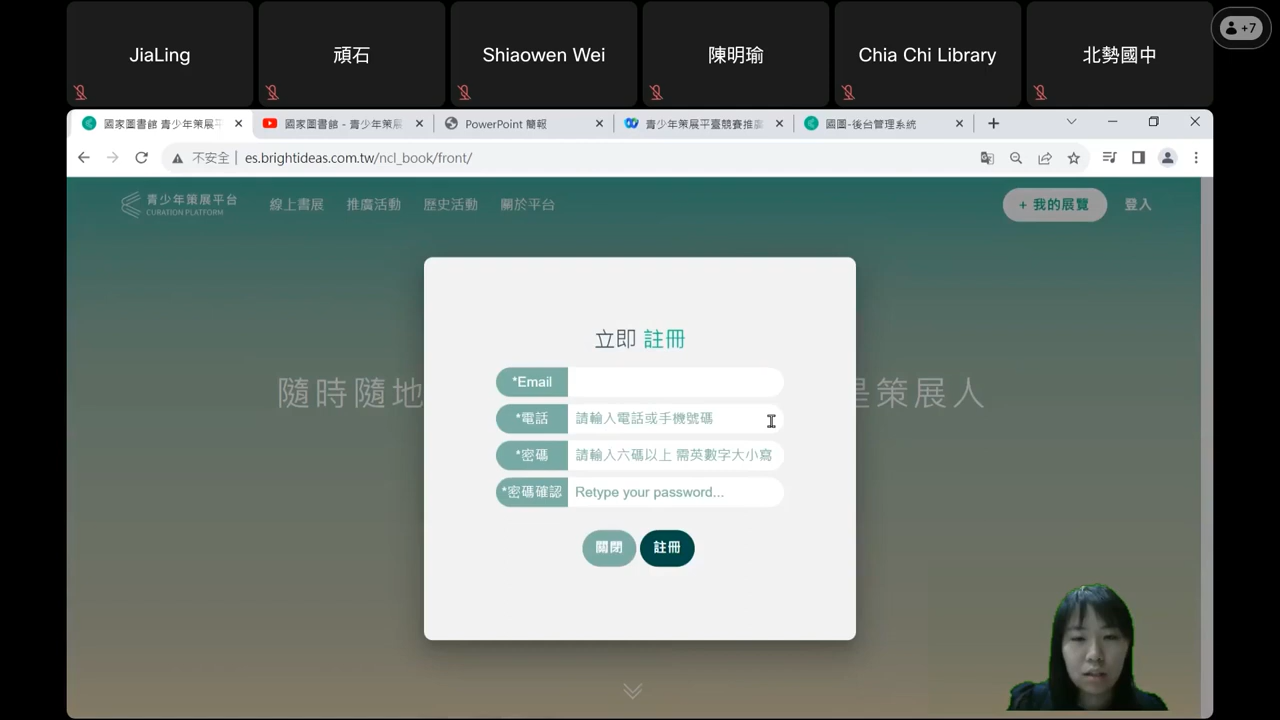 JiaLing
頑石
Shiaowen Wei
陳明瑜
Chia Chi Library
北勢國中
+7
國家圖書館 青少年策展平
國家圖書館 - 青少年策展
PowerPoint 簡報
青少年策展平臺競賽推廣
國圖-後台管理系統
不安全
es.brightideas.com.tw/ncl_book/front/
青少年策展平台
CURATION PLATFORM
線上書展
推廣活動
歷史活動
關於平台
+ 我的展覽
登入
隨時隨地
是策展人
立即 註冊
*Email
*電話 請輸入電話或手機號碼
*密碼 請輸入六碼以上 需英數字大小寫
*密碼確認 Retype your password...
關閉 註冊